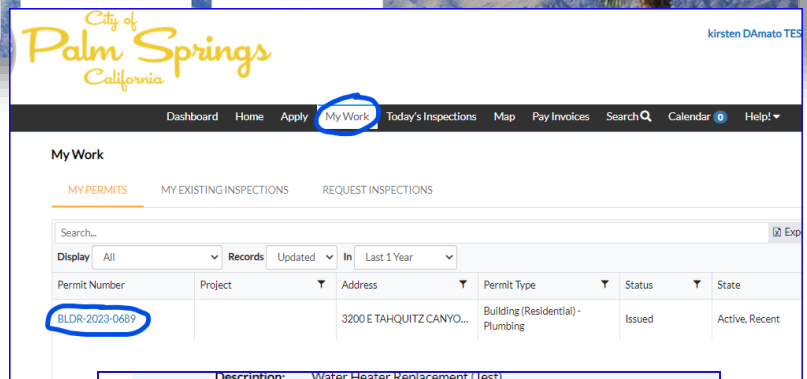 City of
Palm Springs
California
kirsten DAmato TES
Dashboard Home Apply My Work Today's Inspections Map Pay Invoices Search Calendar 0 Help!
My Work
MY PERMITS MY EXISTING INSPECTIONS REQUEST INSPECTIONS
Search... Exp
Display All Records Updated In Last 1 Year
Permit Number Project Address Permit Type Status State
BLDR-2023-0689 3200 E TAHQUITZ CANYO... Building (Residential) - Plumbing Issued Active, Recent
Description: Water Heater Replacement (Test)